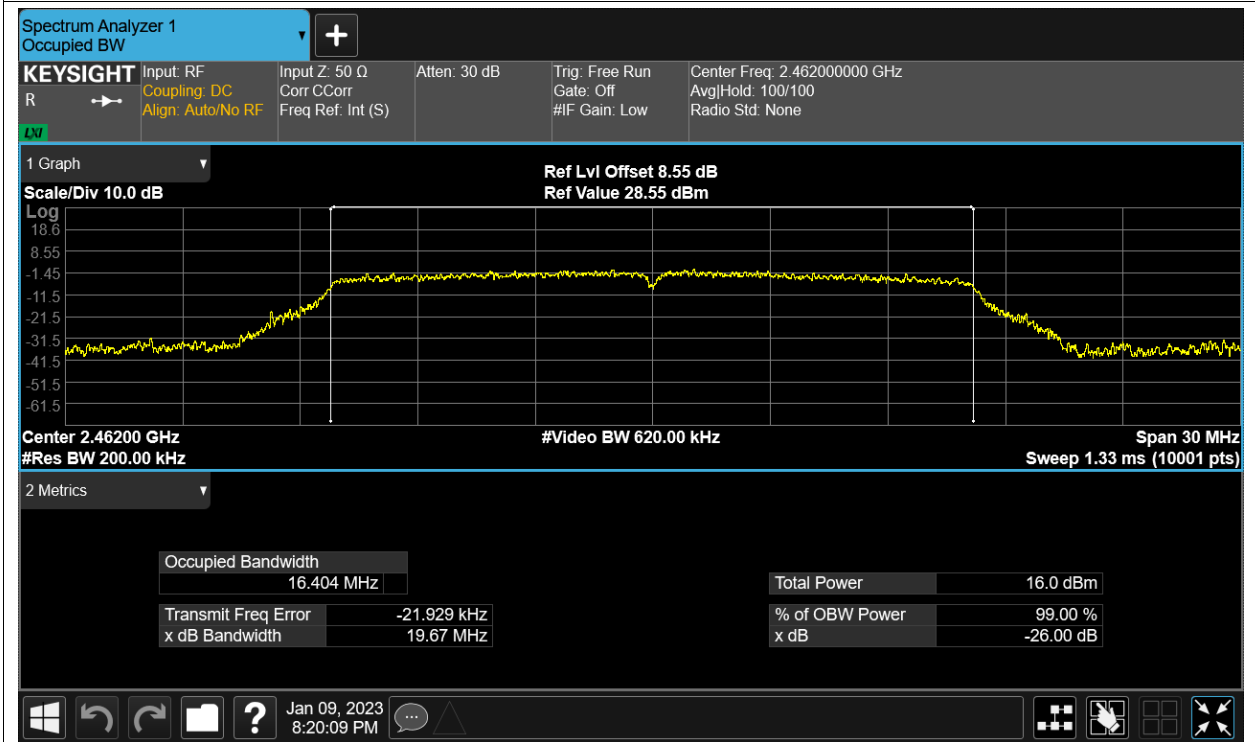 Spectrum Analyzer 1
Occupied BW
KEYSIGHT
R
LXI
Input: RF
Coupling: DC
Align: Auto/No RF
Input Z: 50 Ω
Corr CCorr
Freq Ref: Int (S)
Atten: 30 dB
Trig: Free Run
Gate: Off
#IF Gain: Low
Center Freq: 2.462000000 GHz
Avg|Hold: 100/100
Radio Std: None
1 Graph
Scale/Div 10.0 dB
Ref Lvl Offset 8.55 dB
Ref Value 28.55 dBm
Log
18.6
8.55
-1.45
-11.5
-21.5
-31.5
-41.5
-51.5
-61.5
Center 2.46200 GHz
#Res BW 200.00 kHz
#Video BW 620.00 kHz
Span 30 MHz
Sweep 1.33 ms (10001 pts)
2 Metrics
Occupied Bandwidth
16.404 MHz
Transmit Freq Error -21.929 kHz
x dB Bandwidth 19.67 MHz
Total Power 16.0 dBm
% of OBW Power 99.00 %
x dB -26.00 dB
?
Jan 09, 2023
8:20:09 PM